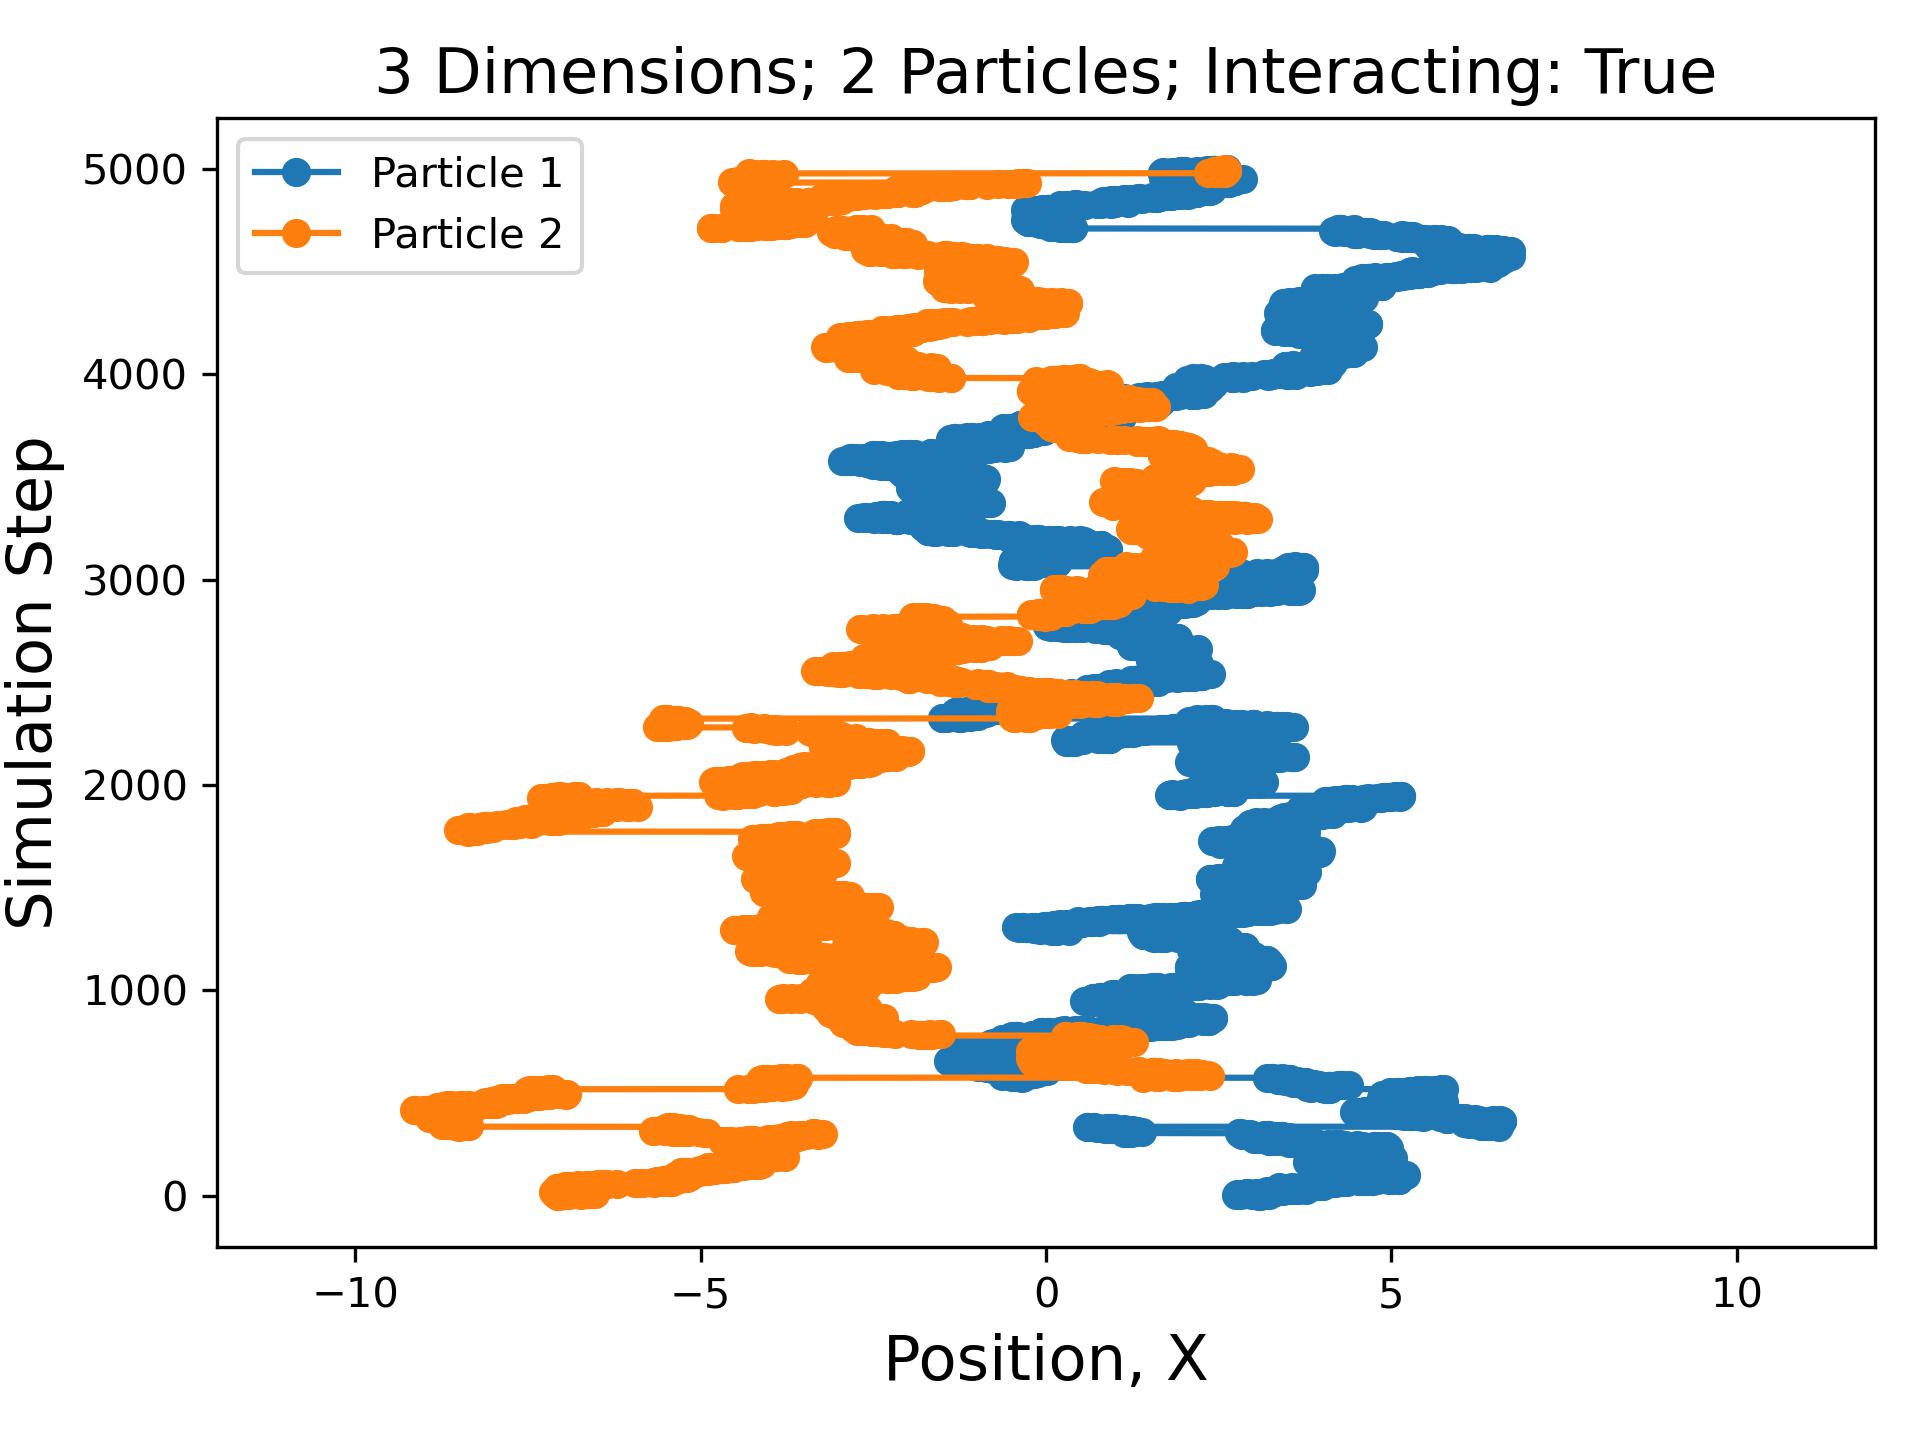 3 Dimensions; 2 Particles; Interacting: True
Particle 1
Particle 2
5000
4000
3000
2000
1000
0
Simulation Step
−10
−5
0
5
10
Position, X